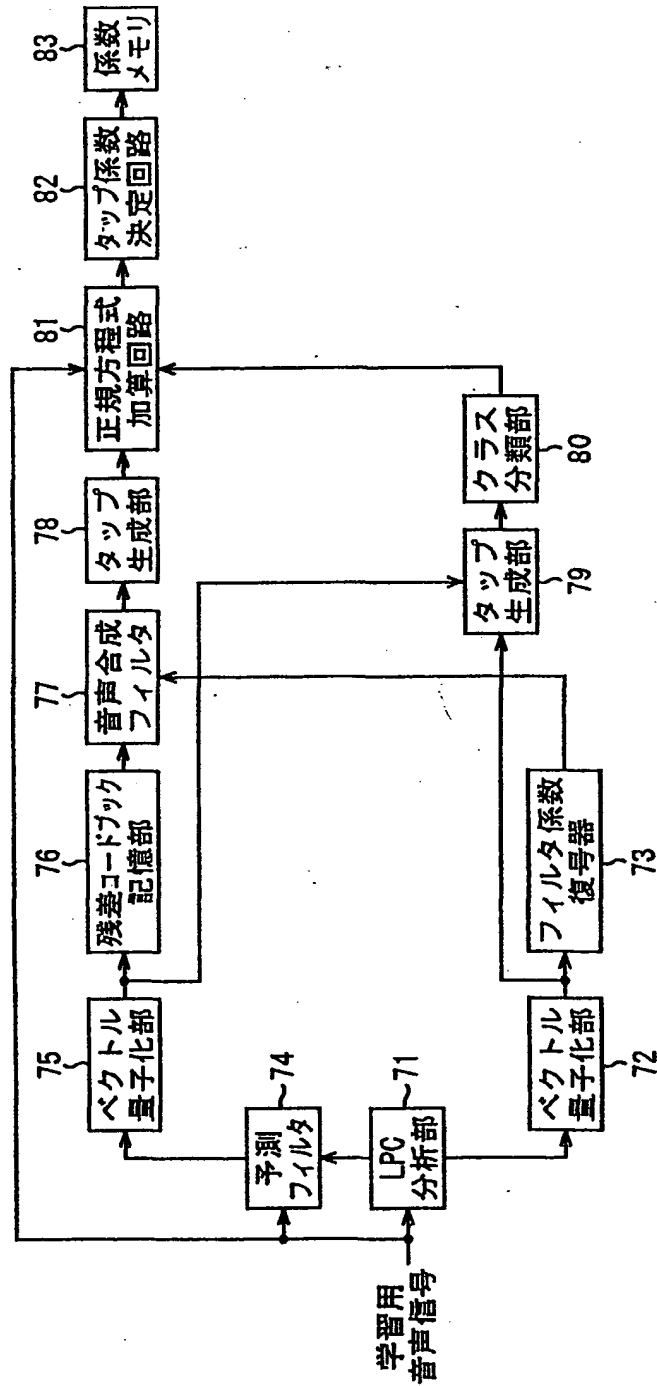 学習用
音声信号
LPC
分析部
71
予測
フィルタ
74
ベクトル
量子化部
75
ベクトル
量子化部
72
残差コードブック
記憶部
76
フィルタ係数
復号器
73
音声合成
フィルタ
77
タップ
生成部
78
タップ
生成部
79
クラス
分類部
80
正規方程式
加算回路
81
タップ係数
決定回路
82
係数
メモリ
83